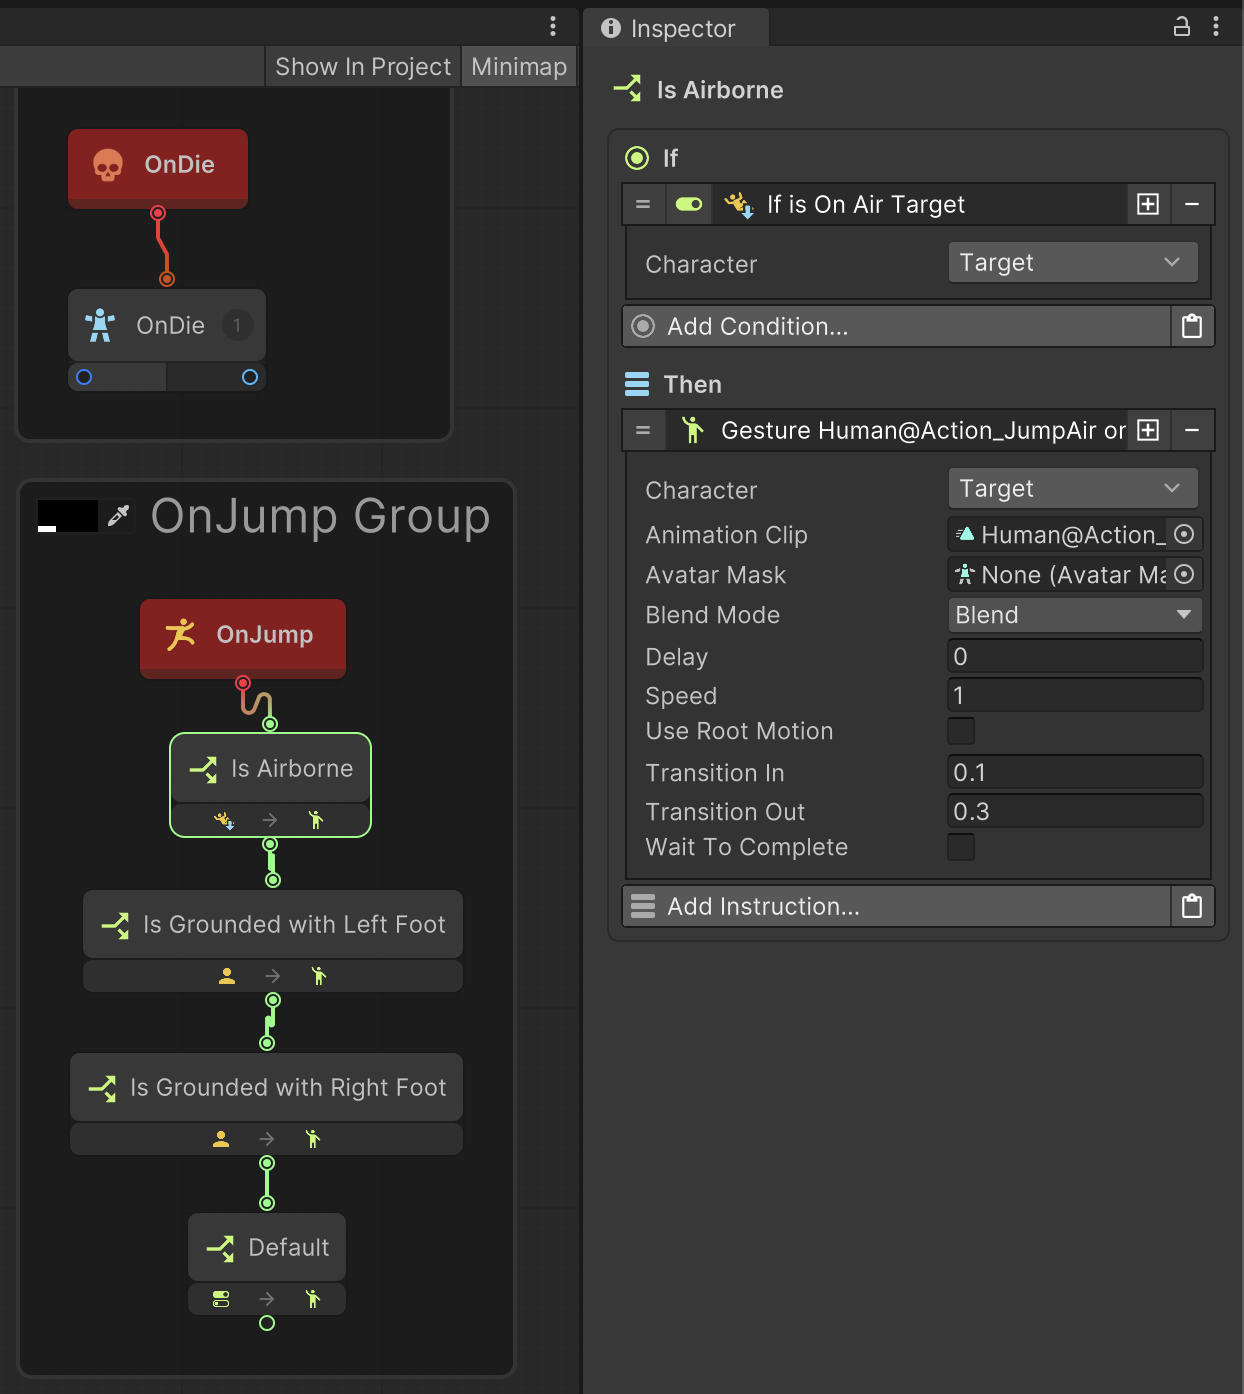 Show In Project
Minimap
OnDie
OnDie 1
OnJump Group
OnJump
Is Airborne
Is Grounded with Left Foot
Is Grounded with Right Foot
Default
Inspector
Is Airborne
If
If is On Air Target
Character Target
Add Condition...
Then
Gesture Human@Action_JumpAir or
Character Target
Animation Clip Human@Action_
Avatar Mask None (Avatar Ma
Blend Mode Blend
Delay 0
Speed 1
Use Root Motion
Transition In 0.1
Transition Out 0.3
Wait To Complete
Add Instruction...